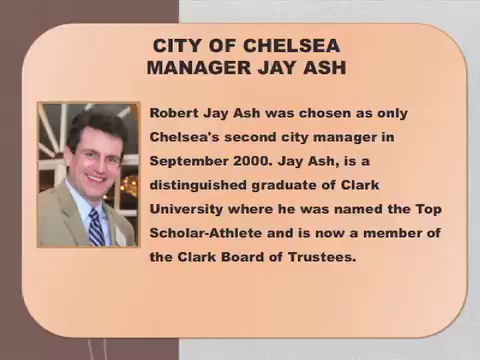 CITY OF CHELSEA
MANAGER JAY ASH
Robert Jay Ash was chosen as only
Chelsea's second city manager in
September 2000. Jay Ash, is a
distinguished graduate of Clark
University where he was named the Top
Scholar-Athlete and is now a member of
the Clark Board of Trustees.